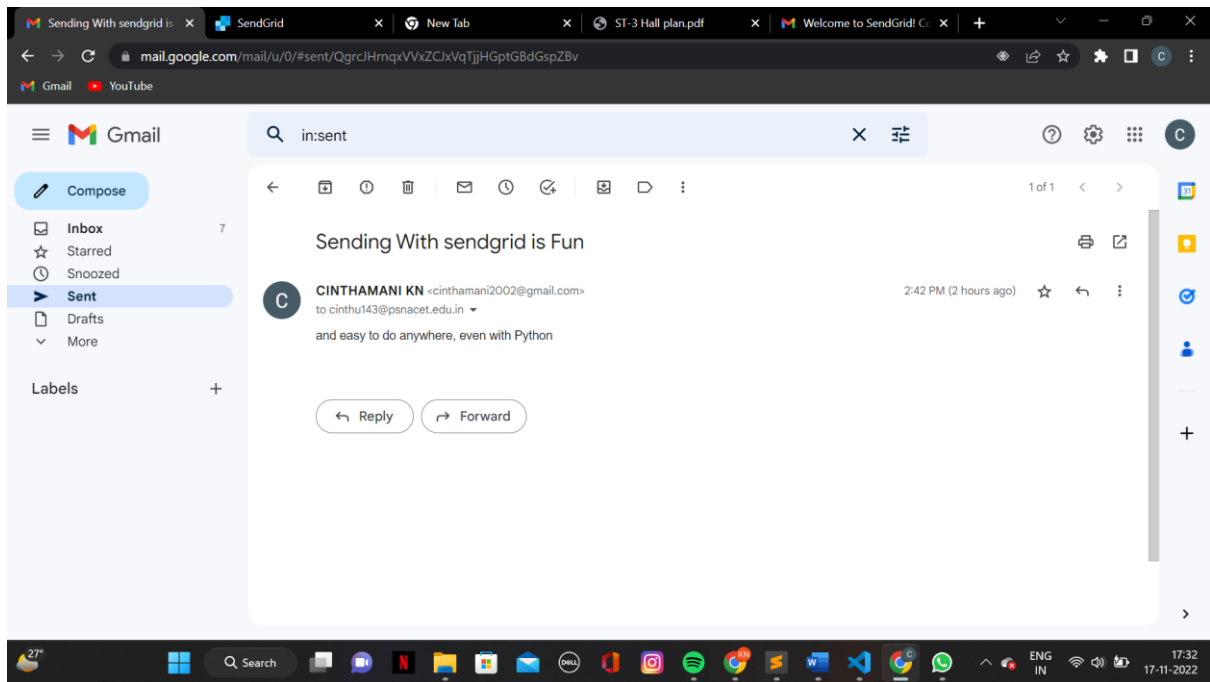 Sending With sendgrid is
SendGrid
New Tab
ST-3 Hall plan.pdf
Welcome to SendGrid! Co
mail.google.com/mail/u/0/#sent/QgrcJHrnqxVVxZCJxVqTjjHGptGBdGspZBv
C
Gmail
YouTube
Gmail
in:sent
C
Compose
1 of 1
31
Inbox 7
Starred
Snoozed
Sent
Drafts
More
Labels
Sending With sendgrid is Fun
C
CINTHAMANI KN <cinthamani2002@gmail.com>
2:42 PM (2 hours ago)
to cinthu143@psnacet.edu.in
and easy to do anywhere, even with Python
Reply
Forward
27°
Search
N
DELL
KN
S
W
C
ENG
IN
17:32
17-11-2022